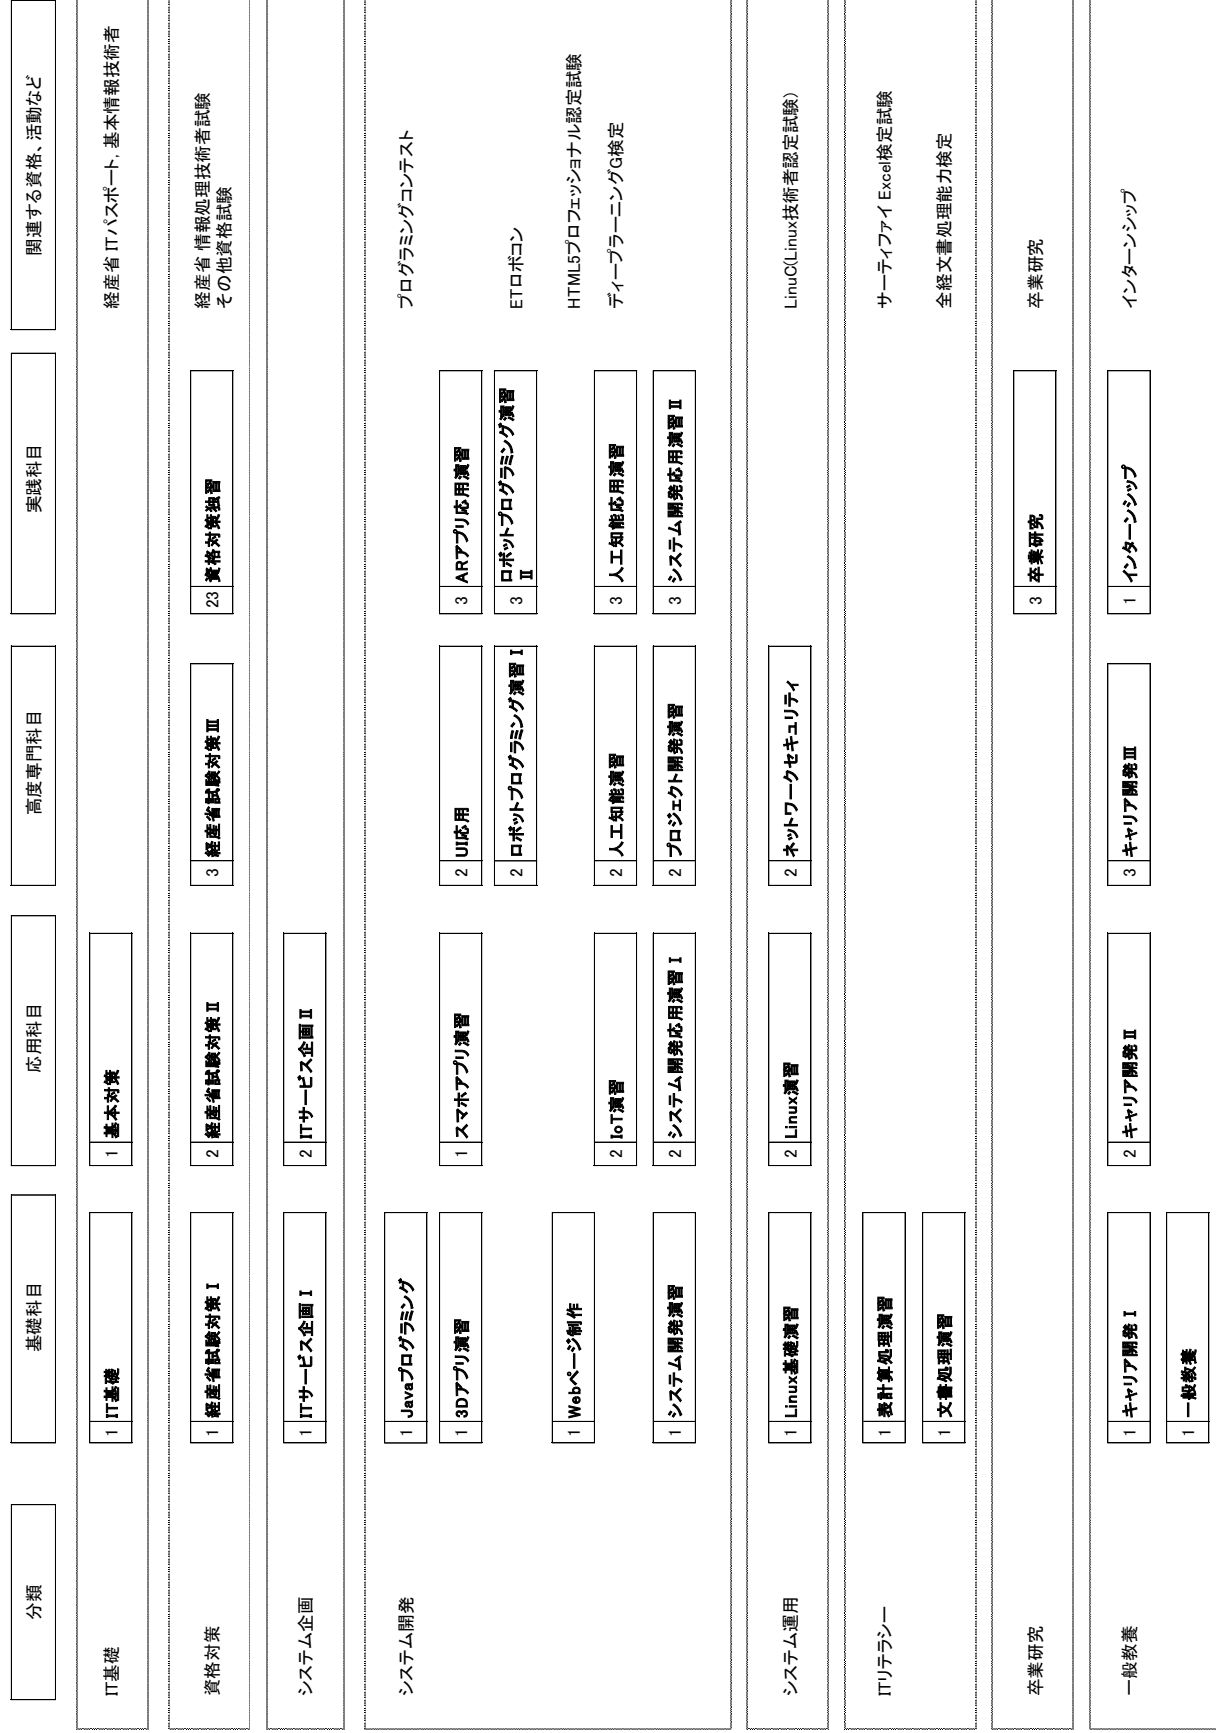 分類
基礎科目
応用科目
高度専門科目
実践科目
関連する資格、活動など
IT基礎
1 IT基礎
1 基本対策
経産省 ITパスポート, 基本情報技術者
資格対策
1 経産省試験対策Ⅰ
2 経産省試験対策Ⅱ
3 経産省試験対策Ⅲ
23 資格対策独習
経産省 情報処理技術者試験
その他資格試験
システム企画
1 ITサービス企画Ⅰ
2 ITサービス企画Ⅱ
システム開発
1 Javaプログラミング
プログラミングコンテスト
1 3Dアプリ演習
1 スマホアプリ演習
2 UI応用
3 ARアプリ応用演習
2 ロボットプログラミング演習Ⅰ
3 ロボットプログラミング演習
Ⅱ
ETロボコン
1 Webページ制作
HTML5プロフェッショナル認定試験
2 IoT演習
2 人工知能演習
3 人工知能応用演習
ディープラーニングG検定
1 システム開発演習
2 システム開発応用演習Ⅰ
2 プロジェクト開発演習
3 システム開発応用演習Ⅱ
システム運用
1 Linux基礎演習
2 Linux演習
2 ネットワークセキュリティ
LinuC(Linux技術者認定試験)
ITリテラシー
1 表計算処理演習
サーティファイ Excel検定試験
1 文書処理演習
全経文書処理能力検定
卒業研究
3 卒業研究
卒業研究
一般教養
1 キャリア開発Ⅰ
2 キャリア開発Ⅱ
3 キャリア開発Ⅲ
1 インターンシップ
インターンシップ
1 一般教養